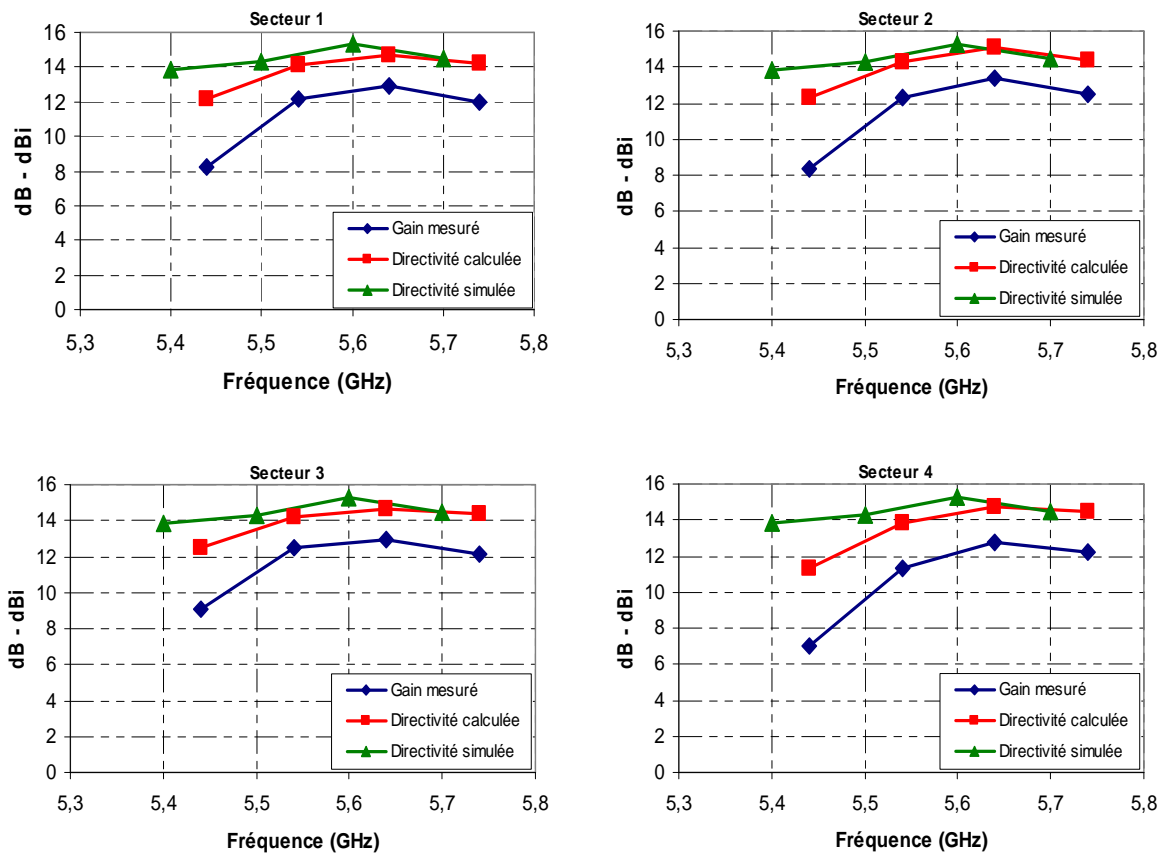 Secteur 1
16
14
12
10
8
6
4
2
0
dB - dBi
Gain mesuré
Directivité calculée
Directivité simulée
5,3 5,4 5,5 5,6 5,7 5,8
Fréquence (GHz)
Secteur 2
16
14
12
10
8
6
4
2
0
dB - dBi
Gain mesuré
Directivité calculée
Directivité simulée
5,3 5,4 5,5 5,6 5,7 5,8
Fréquence (GHz)
Secteur 3
16
14
12
10
8
6
4
2
0
dB - dBi
Gain mesuré
Directivité calculée
Directivité simulée
5,3 5,4 5,5 5,6 5,7 5,8
Fréquence (GHz)
Secteur 4
16
14
12
10
8
6
4
2
0
dB - dBi
Gain mesuré
Directivité calculée
Directivité simulée
5,3 5,4 5,5 5,6 5,7 5,8
Fréquence (GHz)